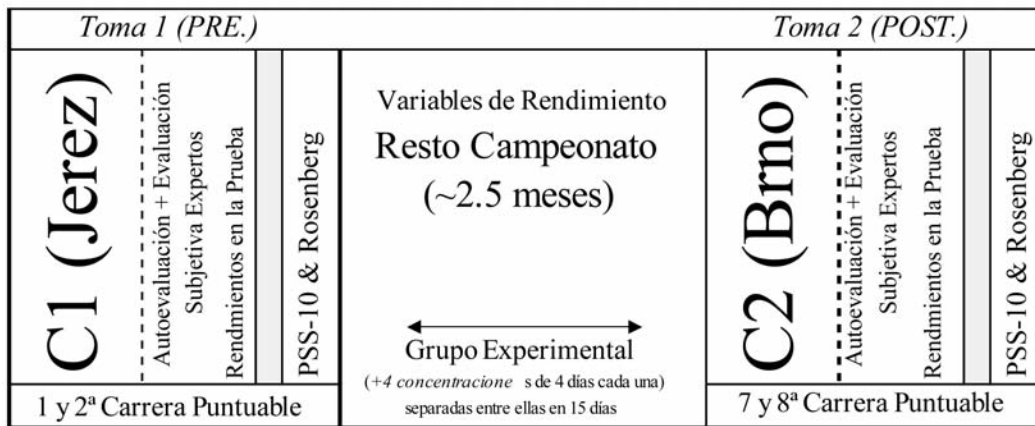 Toma 1 (PRE.)
C1 (Jerez)
Autoevaluación + Evaluación
Subjetiva Expertos
Rendmientos en la Prueba
PSS-10 & Rosenberg
1 y 2ª Carrera Puntuable
Variables de Rendimiento
Resto Campeonato
(~2.5 meses)
Grupo Experimental
(+4 concentracione s de 4 días cada una)
separadas entre ellas en 15 días
Toma 2 (POST.)
C2 (Brno)
Autoevaluación + Evaluación
Subjetiva Expertos
Rendmientos en la Prueba
PSS-10 & Rosenberg
7 y 8ª Carrera Puntuable